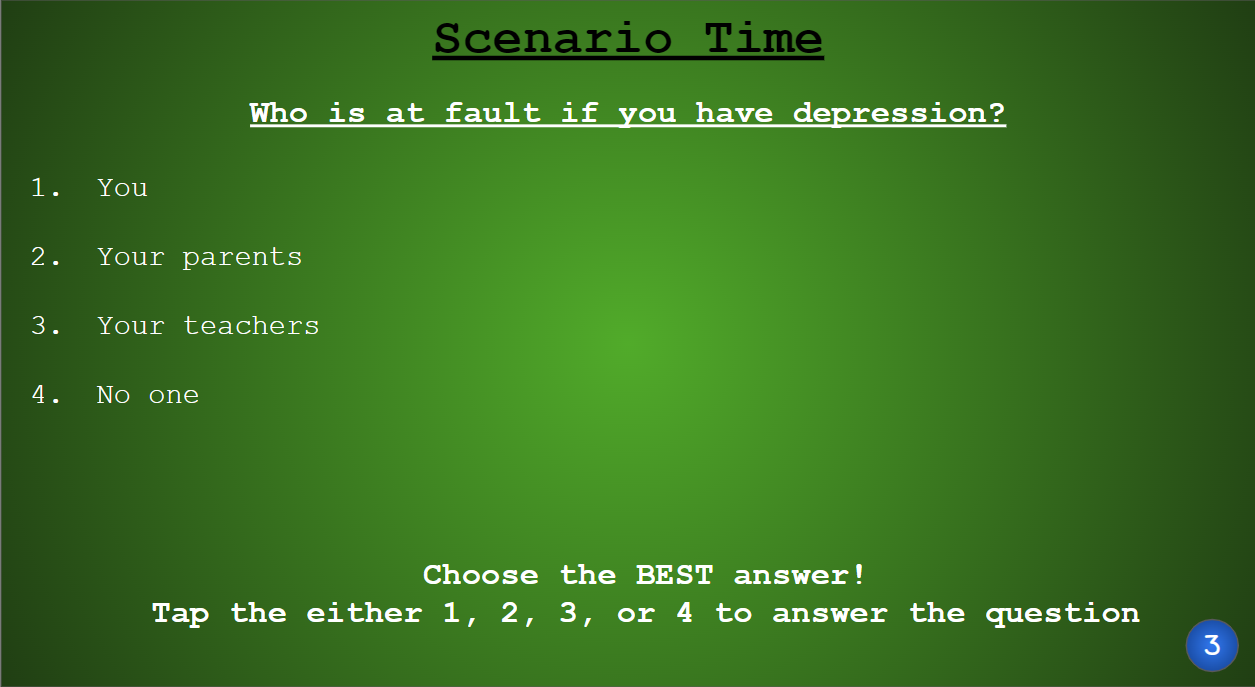 Scenario Time
Who is at fault if you have depression?
1. You
2. Your parents
3. Your teachers
4. No one
Choose the BEST answer!
Tap the either 1, 2, 3, or 4 to answer the question
3